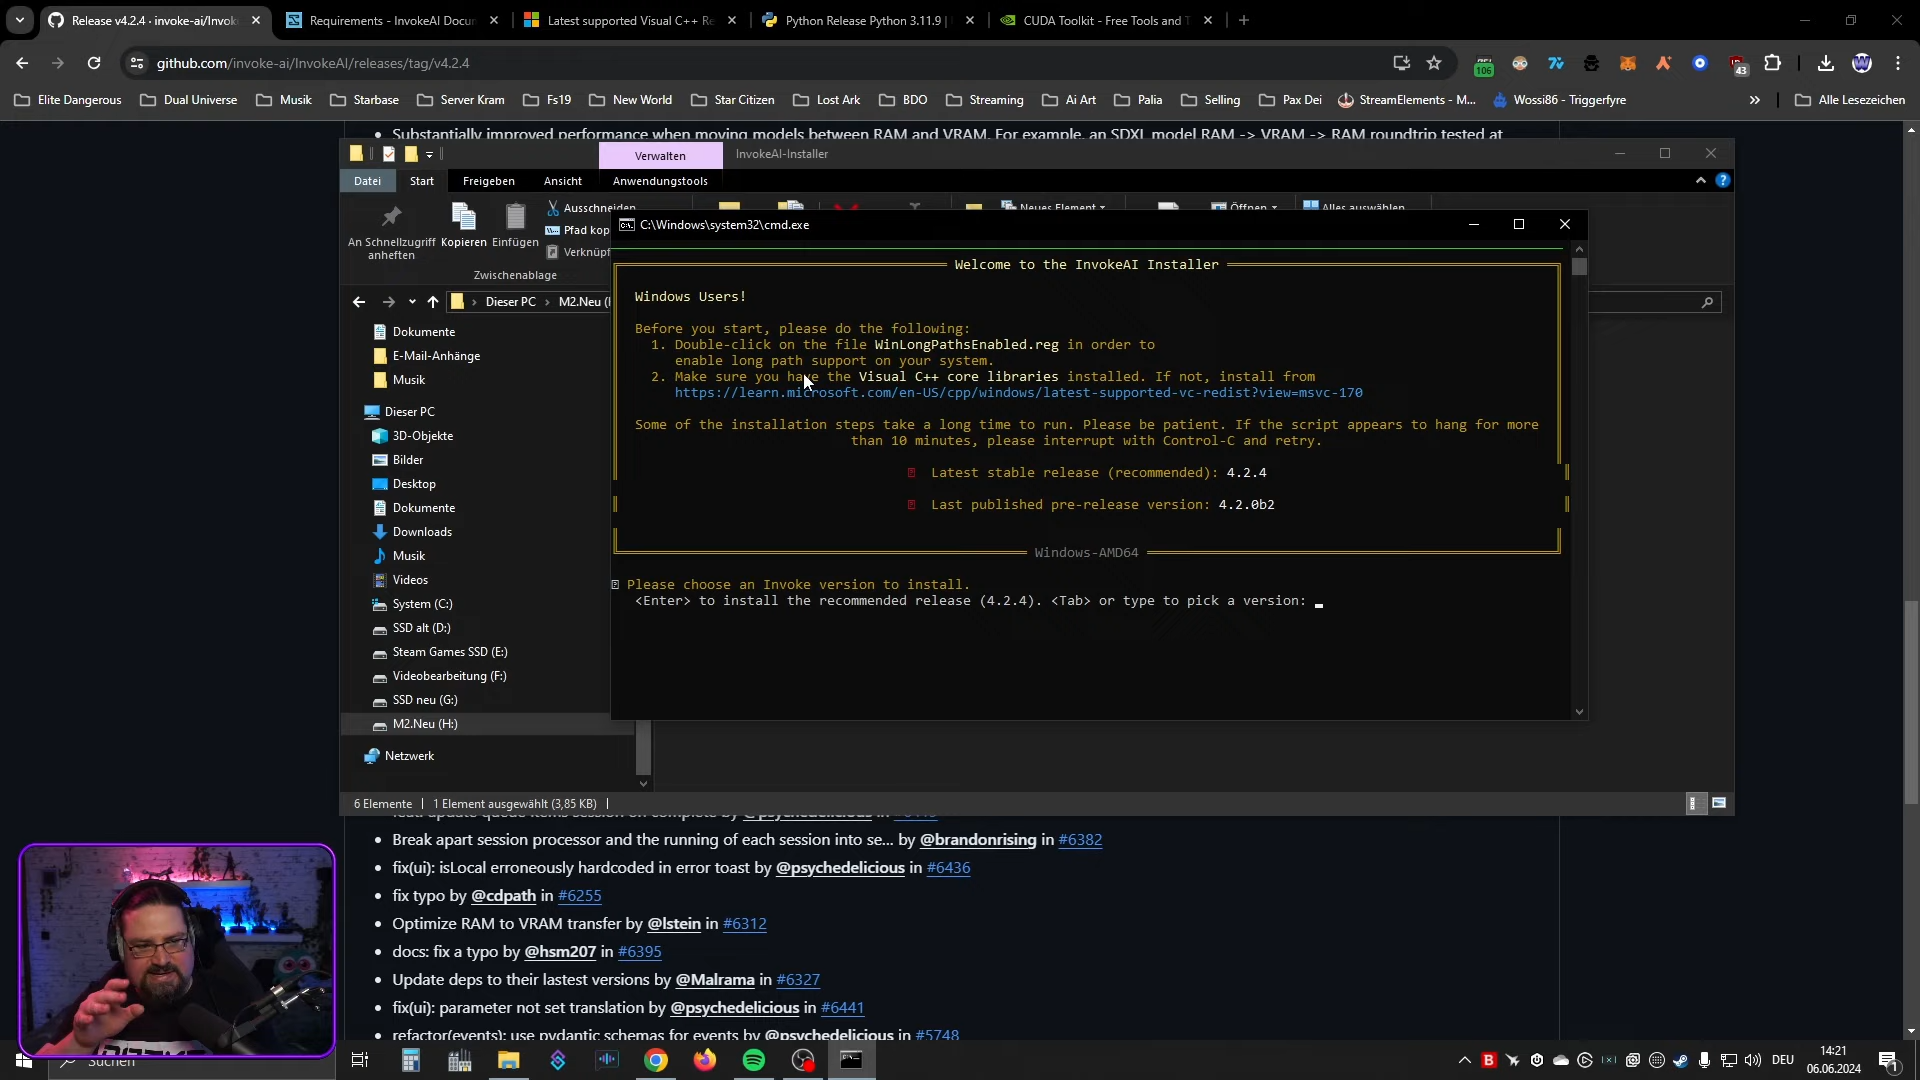 Release v4.2.4 · invoke-ai/Invok
Requirements - InvokeAI Docum
Latest supported Visual C++ Re
Python Release Python 3.11.9 |
CUDA Toolkit - Free Tools and T
github.com/invoke-ai/InvokeAI/releases/tag/v4.2.4
106
43
Elite Dangerous
Dual Universe
Musik
Starbase
Server Kram
Fs19
New World
Star Citizen
Lost Ark
BDO
Streaming
Ai Art
Palia
Selling
Pax Dei
StreamElements - M...
Wossi86 - Triggerfyre
»
Alle Lesezeichen
Substantially improved performance when moving models between RAM and VRAM. For example, an SDXL model RAM -> VRAM -> RAM roundtrip tested at
Verwalten
InvokeAI-Installer
Datei
Start
Freigeben
Ansicht
Anwendungstools
An Schnellzugriff
anheften
Kopieren
Einfügen
Ausschneiden
Pfad kop
Verknüpf
Zwischenablage
Neues Element
Öffnen
Alles auswählen
Dieser PC
M2.Neu (
Dokumente
E-Mail-Anhänge
Musik
Dieser PC
3D-Objekte
Bilder
Desktop
Dokumente
Downloads
Musik
Videos
System (C:)
SSD alt (D:)
Steam Games SSD (E:)
Videobearbeitung (F:)
SSD neu (G:)
M2.Neu (H:)
Netzwerk
6 Elemente
1 Element ausgewählt (3,85 KB)
C:\Windows\system32\cmd.exe
Welcome to the InvokeAI Installer
Windows Users!
Before you start, please do the following:
1. Double-click on the file WinLongPathsEnabled.reg in order to
enable long path support on your system.
2. Make sure you have the Visual C++ core libraries installed. If not, install from
https://learn.microsoft.com/en-US/cpp/windows/latest-supported-vc-redist?view=msvc-170
Some of the installation steps take a long time to run. Please be patient. If the script appears to hang for more
than 10 minutes, please interrupt with Control-C and retry.
Latest stable release (recommended): 4.2.4
Last published pre-release version: 4.2.0b2
Windows-AMD64
Please choose an Invoke version to install.
<Enter> to install the recommended release (4.2.4). <Tab> or type to pick a version: _
Break apart session processor and the running of each session into se... by @brandonrising in #6382
fix(ui): isLocal erroneously hardcoded in error toast by @psychedelicious in #6436
fix typo by @cdpath in #6255
Optimize RAM to VRAM transfer by @lstein in #6312
docs: fix a typo by @hsm207 in #6395
Update deps to their lastest versions by @Malrama in #6327
fix(ui): parameter not set translation by @psychedelicious in #6441
refactor(events): use pydantic schemas for events by @psychedelicious in #5748
Suchen
DEU
14:21
06.06.2024
1